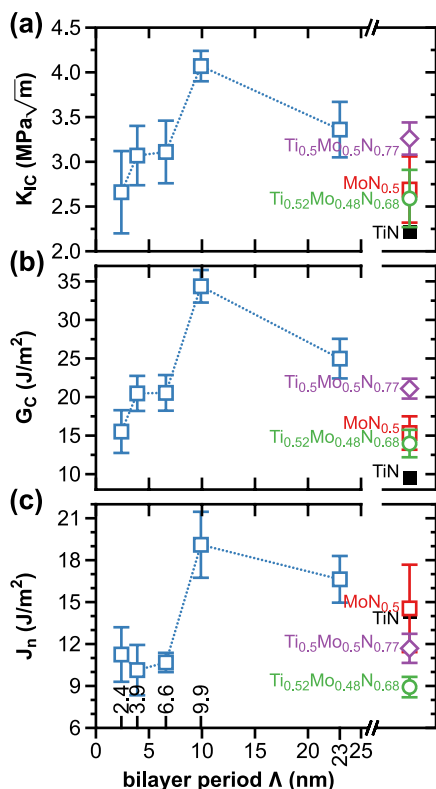 (a)
K_IC (MPa√m)
4.5
4.0
3.5
3.0
2.5
2.0
Ti0.5Mo0.5N0.77
MoN0.5
Ti0.52Mo0.48N0.68
TiN
(b)
G_C (J/m²)
35
30
25
20
15
10
Ti0.5Mo0.5N0.77
MoN0.5
Ti0.52Mo0.48N0.68
TiN
(c)
J_n (J/m²)
21
18
15
12
9
6
MoN0.5
TiN
Ti0.5Mo0.5N0.77
Ti0.52Mo0.48N0.68
2.4
3.9
6.6
9.9
23
0 5 10 15 20 25
bilayer period Λ (nm)